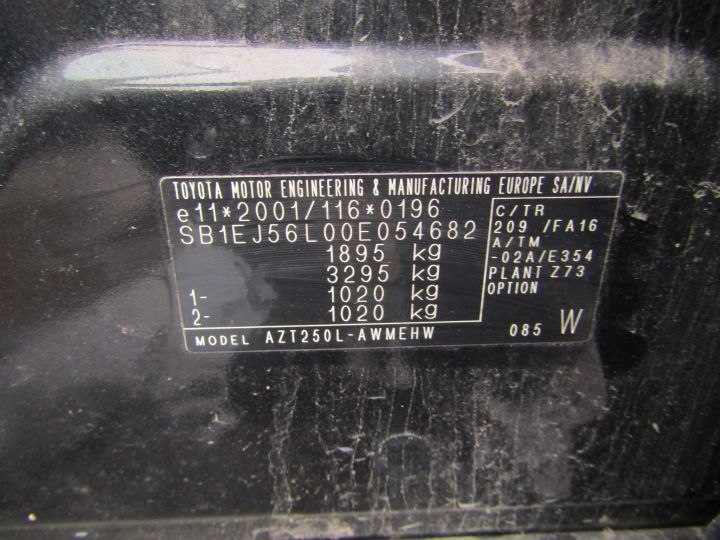 TOYOTA MOTOR ENGINEERING & MANUFACTURING EUROPE SA/NV
e11*2001/116*0196
SB1EJ56L00E054682
1895 kg
3295 kg
1- 1020 kg
2- 1020 kg
C/TR
209 /FA16
A/TM
-02A/E354
PLANT Z73
OPTION
MODEL AZT250L-AWMEHW
085 W